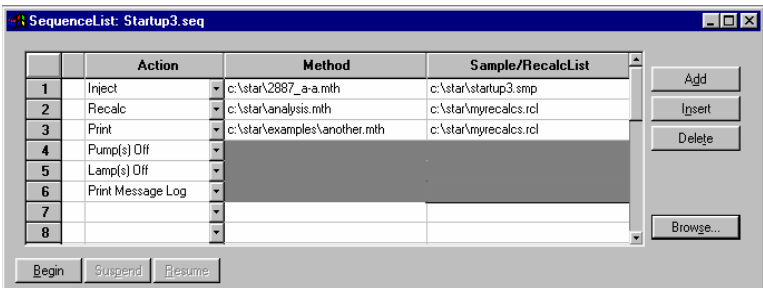 SequenceList: Startup3.seq
Action Method Sample/RecalcList
1 Inject c:\star\2887_a-a.mth c:\star\startup3.smp
2 Recalc c:\star\analysis.mth c:\star\myrecalcs.rcl
3 Print c:\star\examples\another.mth c:\star\myrecalcs.rcl
4 Pump(s) Off
5 Lamp(s) Off
6 Print Message Log
7
8
Add
Insert
Delete
Browse...
Begin Suspend Resume